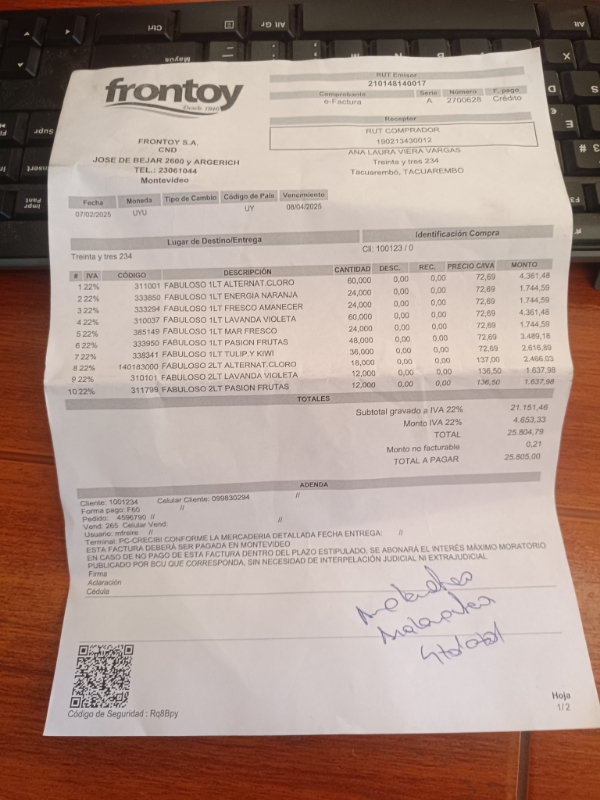 frontoy
Desde 1986
RUT Emisor
210148140017
Comprobante Serie Número T. pago
e-Factura A 2700628 Crédito
Receptor
RUT COMPRADOR
190213430012
ANA LAURA VIERA VARGAS
Treinta y tres 234
Tacuarembó, TACUAREMBO
FRONTOY S.A.
CND
JOSE DE BEJAR 2600 y ARGERICH
TEL.: 23061044
Montevideo
Fecha Moneda Tipo de Cambio Código de País Vencimiento
07/02/2025 UYU UY 08/04/2025
Lugar de Destino/Entrega Identificación Compra
Treinta y tres 234 Cli: 100123 / 0
# IVA CÓDIGO DESCRIPCIÓN CANTIDAD DESC. REC. PRECIO C/IVA MONTO
1 22% 311001 FABULOSO 1LT ALTERNAT.CLORO 60,000 0,00 0,00 72,69 4.361,48
2 22% 333850 FABULOSO 1LT ENERGIA NARANJA 24,000 0,00 0,00 72,69 1.744,59
3 22% 333294 FABULOSO 1LT FRESCO AMANECER 24,000 0,00 0,00 72,69 1.744,59
4 22% 310037 FABULOSO 1LT LAVANDA VIOLETA 60,000 0,00 0,00 72,69 4.361,48
5 22% 385149 FABULOSO 1LT MAR FRESCO 24,000 0,00 0,00 72,69 1.744,59
6 22% 333950 FABULOSO 1LT PASION FRUTAS 48,000 0,00 0,00 72,69 3.489,18
7 22% 338341 FABULOSO 1LT TULIP.Y KIWI 36,000 0,00 0,00 72,69 2.616,89
8 22% 140183000 FABULOSO 2LT ALTERNAT.CLORO 18,000 0,00 0,00 137,00 2.466,03
9 22% 310101 FABULOSO 2LT LAVANDA VIOLETA 12,000 0,00 0,00 136,50 1.637,98
10 22% 311799 FABULOSO 2LT PASION FRUTAS 12,000 0,00 0,00 136,50 1.637,98
TOTALES
Subtotal gravado a IVA 22% 21.151,46
Monto IVA 22% 4.653,33
TOTAL 25.804,79
Monto no facturable 0,21
TOTAL A PAGAR 25.805,00
ADENDA
Cliente: 1001234 Celular Cliente: 099830294 //
Forma pago: F60 //
Pedido: 4596790 //
Vend: 265 Celular Vend: //
Usuario: mfreire //
Terminal: PC-CRECIBI CONFORME LA MERCADERIA DETALLADA FECHA ENTREGA: //
ESTA FACTURA DEBERÁ SER PAGADA EN MONTEVIDEO
EN CASO DE NO PAGO DE ESTA FACTURA DENTRO DEL PLAZO ESTIPULADO, SE ABONARÁ EL INTERÉS MÁXIMO MORATORIO
PUBLICADO POR BCU QUE CORRESPONDA, SIN NECESIDAD DE INTERPELACIÓN JUDICIAL NI EXTRAJUDICIAL
Firma
Aclaración
Cédula
Código de Seguridad : Rq8Bpy
Hoja
1/2